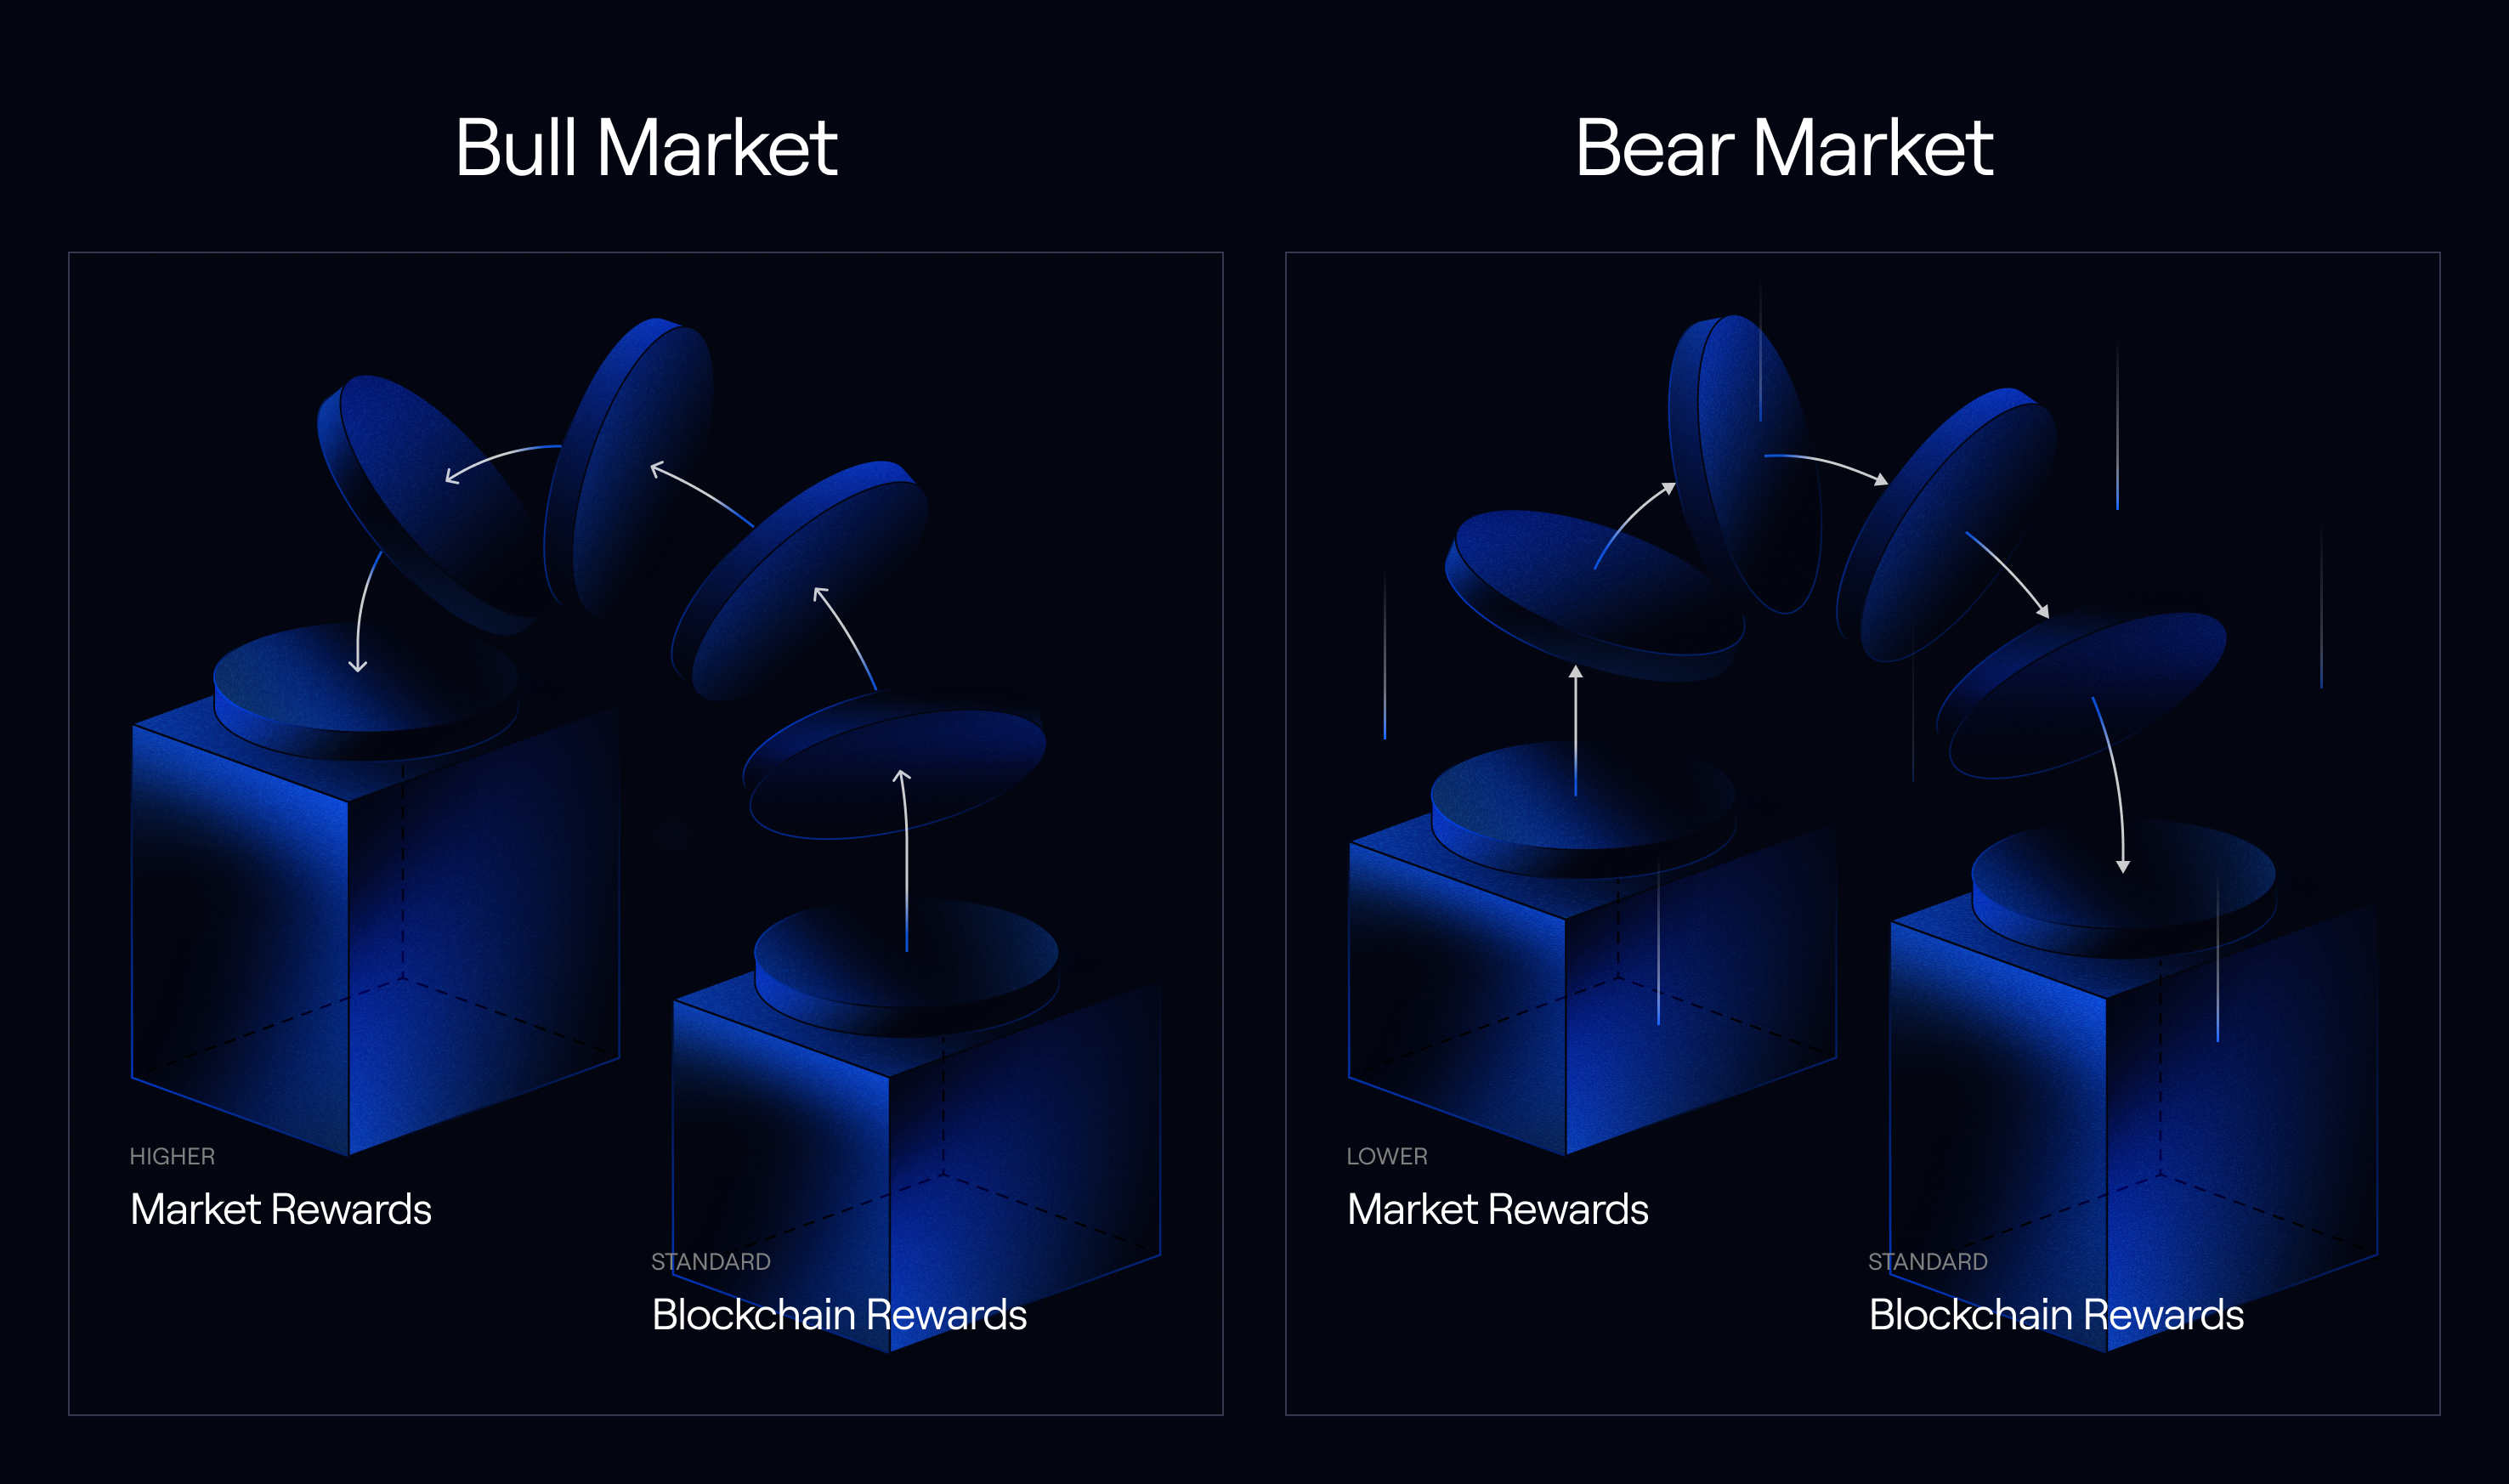 Bull Market
HIGHER
Market Rewards
STANDARD
Blockchain Rewards
Bear Market
LOWER
Market Rewards
STANDARD
Blockchain Rewards